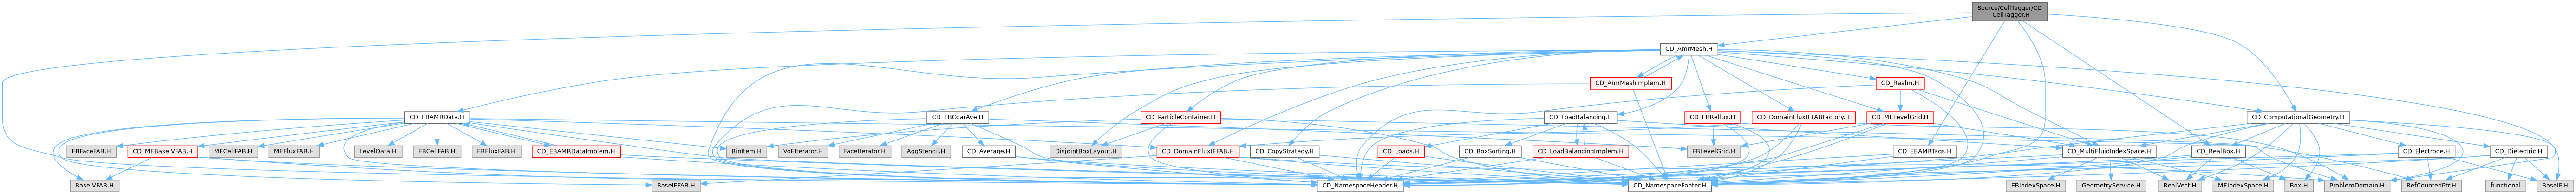 Source/CellTagger/CD
_CellTagger.H
CD_AmrMesh.H
CD_AmrMeshImplem.H
CD_Realm.H
CD_EBAMRData.H
CD_EBCoarAve.H
CD_ParticleContainer.H
CD_LoadBalancing.H
CD_EBReflux.H
CD_DomainFluxIFFABFactory.H
CD_MFLevelGrid.H
CD_ComputationalGeometry.H
EBFaceFAB.H
CD_MFBaseIVFAB.H
MFCellFAB.H
MFFluxFAB.H
LevelData.H
EBCellFAB.H
EBFluxFAB.H
CD_EBAMRDataImplem.H
BinItem.H
VoFIterator.H
FaceIterator.H
AggStencil.H
CD_Average.H
DisjointBoxLayout.H
CD_DomainFluxIFFAB.H
CD_CopyStrategy.H
CD_Loads.H
CD_BoxSorting.H
CD_LoadBalancingImplem.H
EBLevelGrid.H
CD_EBAMRTags.H
CD_MultiFluidIndexSpace.H
CD_RealBox.H
CD_Electrode.H
CD_Dielectric.H
BaseIVFAB.H
BaseIFFAB.H
CD_NamespaceHeader.H
CD_NamespaceFooter.H
EBIndexSpace.H
GeometryService.H
RealVect.H
MFIndexSpace.H
Box.H
ProblemDomain.H
RefCountedPtr.H
functional
BaseIF.H